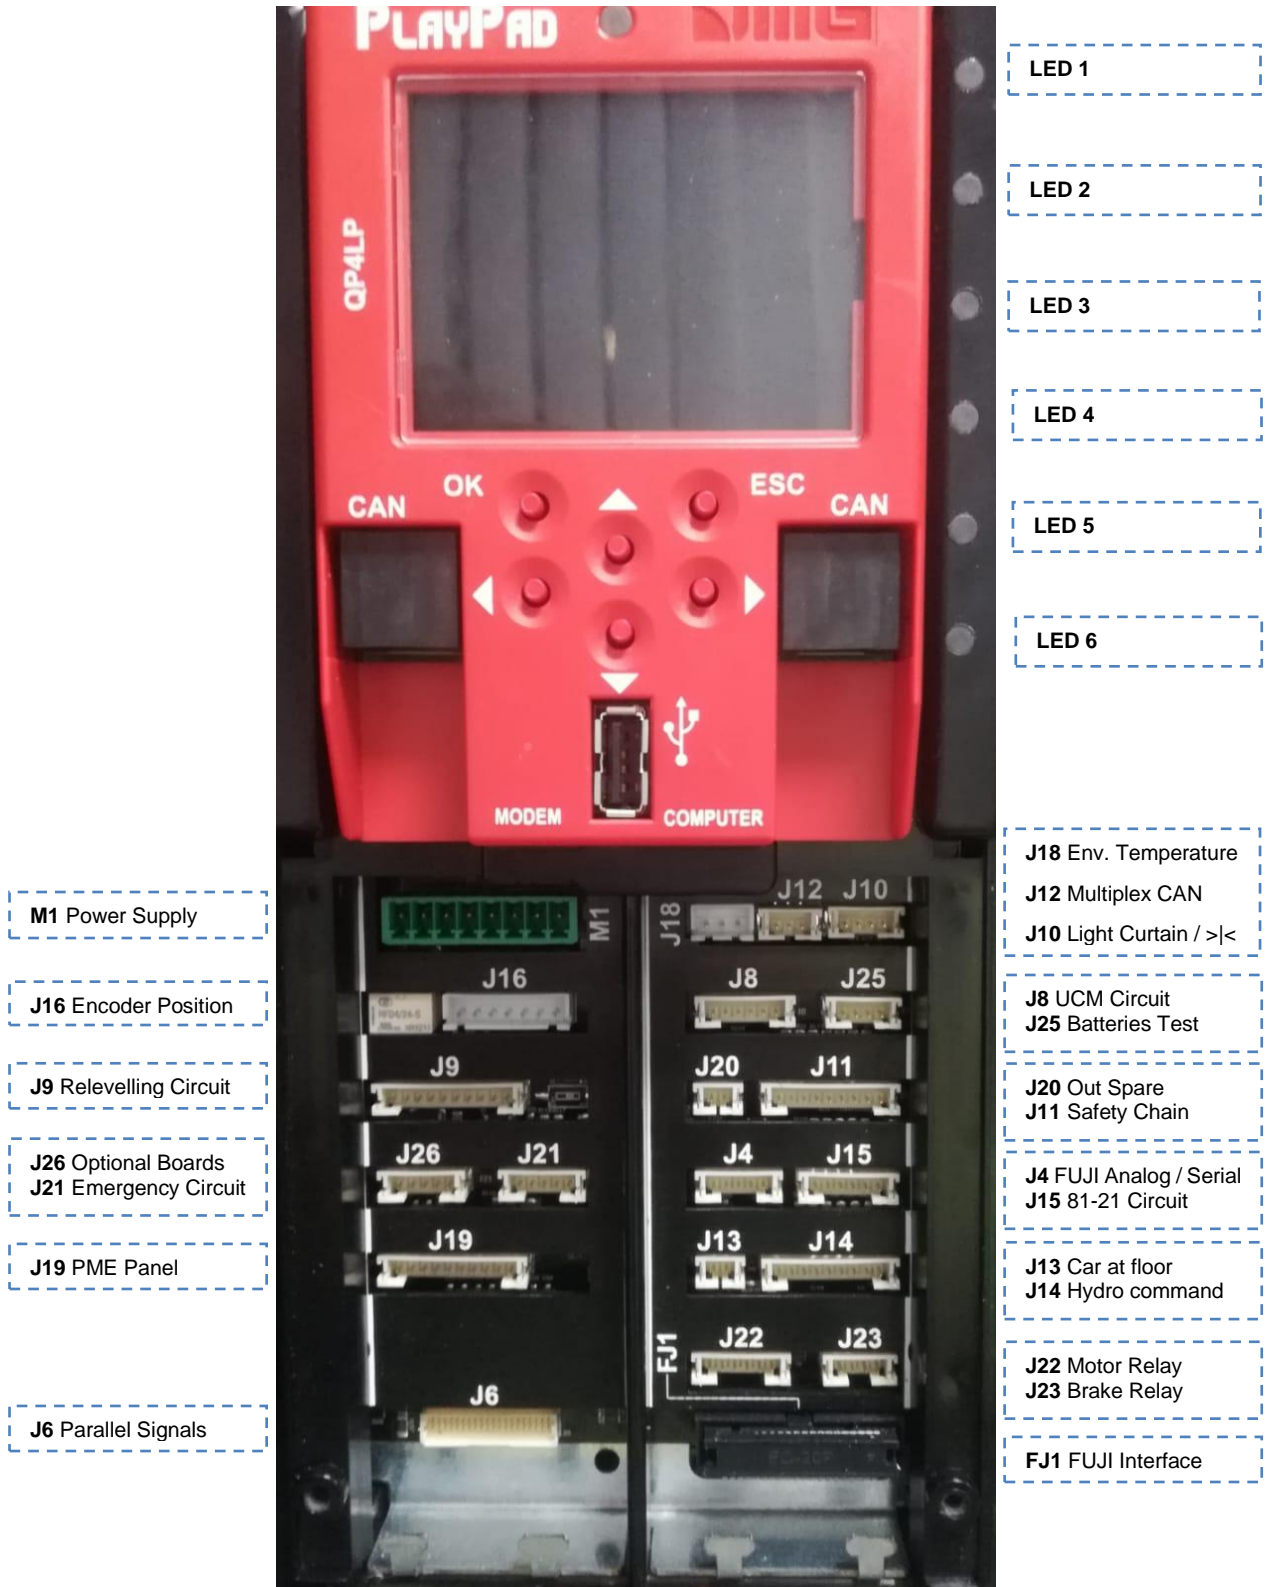 PLAYPAD
DMG
QP4LP
OK
ESC
CAN
CAN
MODEM
COMPUTER
LED 1
LED 2
LED 3
LED 4
LED 5
LED 6
M1 Power Supply
J16 Encoder Position
J9 Relevelling Circuit
J26 Optional Boards
J21 Emergency Circuit
J19 PME Panel
J6 Parallel Signals
M1
J16
J9
J26 J21
J19
J6
J18
J12 J10
J8 J25
J20 J11
J4 J15
J13 J14
FJ1
J22 J23
J18 Env. Temperature
J12 Multiplex CAN
J10 Light Curtain / >|<
J8 UCM Circuit
J25 Batteries Test
J20 Out Spare
J11 Safety Chain
J4 FUJI Analog / Serial
J15 81-21 Circuit
J13 Car at floor
J14 Hydro command
J22 Motor Relay
J23 Brake Relay
FJ1 FUJI Interface